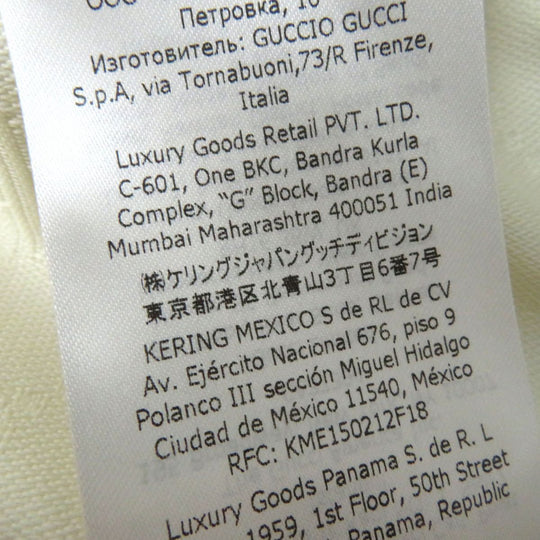 ООО
Петровка, 16
Изготовитель: GUCCIO GUCCI
S.p.A, via Tornabuoni,73/R Firenze,
Italia
Luxury Goods Retail PVT. LTD.
C-601, One BKC, Bandra Kurla
Complex, “G” Block, Bandra (E)
Mumbai Maharashtra 400051 India
㈱ケリングジャパングッチディビジョン
東京都港区北青山3丁目6番7号
KERING MEXICO S de RL de CV
Av. Ejército Nacional 676, piso 9
Polanco III sección Miguel Hidalgo
Ciudad de México 11540, México
RFC: KME150212F18
Luxury Goods Panama S. de R. L
1959, 1st Floor, 50th Street
Panama, Republic